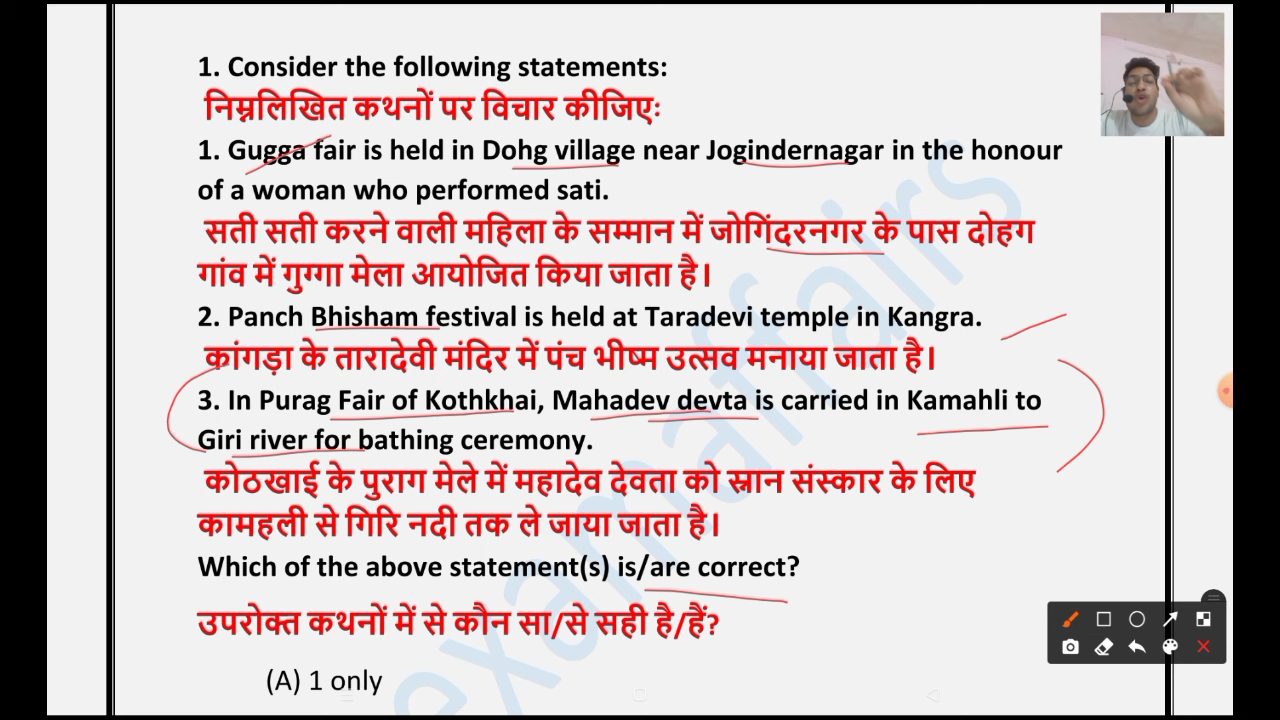 1. Consider the following statements:
निम्नलिखित कथनों पर विचार कीजिएः
1. Gugga fair is held in Dohg village near Jogindernagar in the honour
of a woman who performed sati.
सती सती करने वाली महिला के सम्मान में जोगिंदरनगर के पास दोहग
गांव में गुग्गा मेला आयोजित किया जाता है।
2. Panch Bhisham festival is held at Taradevi temple in Kangra.
कांगड़ा के तारादेवी मंदिर में पंच भीष्म उत्सव मनाया जाता है।
3. In Purag Fair of Kothkhai, Mahadev devta is carried in Kamahli to
Giri river for bathing ceremony.
कोठखाई के पुराग मेले में महादेव देवता को स्नान संस्कार के लिए
कामहली से गिरि नदी तक ले जाया जाता है।
Which of the above statement(s) is/are correct?
उपरोक्त कथनों में से कौन सा/से सही है/हैं?
(A) 1 only
examaffairs